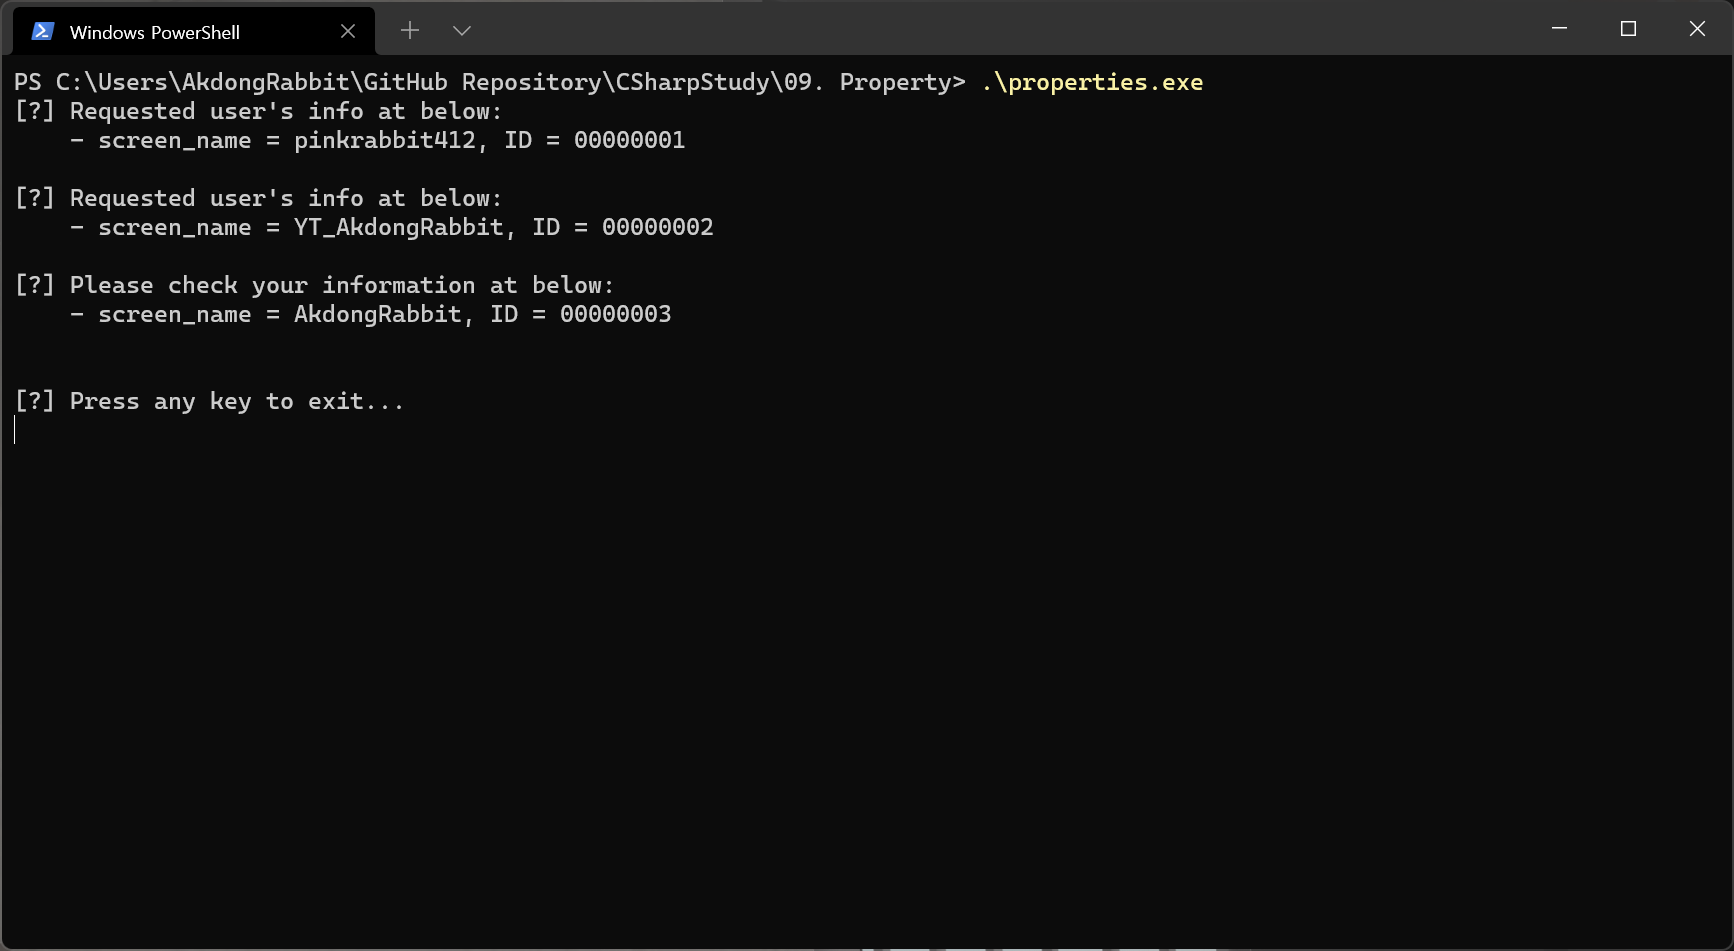 Windows PowerShell
PS C:\Users\AkdongRabbit\GitHub Repository\CSharpStudy\09. Property> .\properties.exe
[?] Requested user's info at below:
    - screen_name = pinkrabbit412, ID = 00000001
[?] Requested user's info at below:
    - screen_name = YT_AkdongRabbit, ID = 00000002
[?] Please check your information at below:
    - screen_name = AkdongRabbit, ID = 00000003
[?] Press any key to exit...